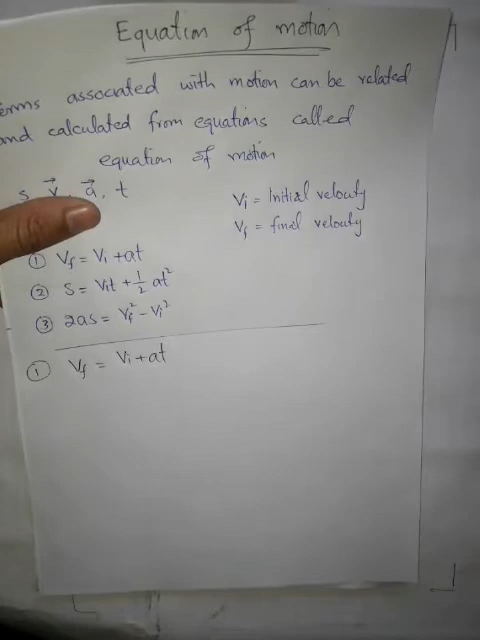 Equation of motion
erms associated with motion can be related
and calculated from equations called
equation of motion
s, v⃗, a⃗, t
Vi = Initial velocity
Vf = final velocity
① Vf = Vi + at
② S = Vit + ½ at²
③ 2as = Vf² - Vi²
① Vf = Vi + at